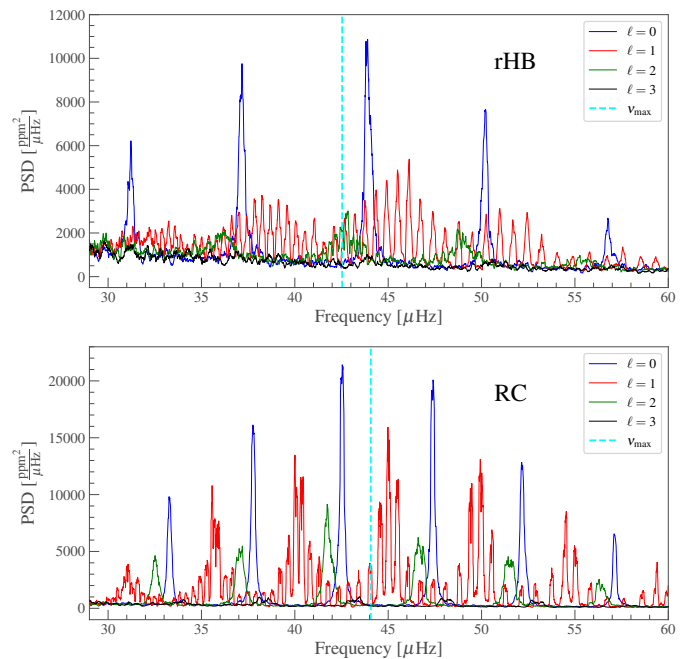 12000
10000
8000
6000
4000
2000
0
PSD [ppm²/μHz]
rHB
ℓ = 0
ℓ = 1
ℓ = 2
ℓ = 3
ν_max
30 35 40 45 50 55 60
Frequency [μHz]
20000
15000
10000
5000
0
PSD [ppm²/μHz]
RC
ℓ = 0
ℓ = 1
ℓ = 2
ℓ = 3
ν_max
30 35 40 45 50 55 60
Frequency [μHz]